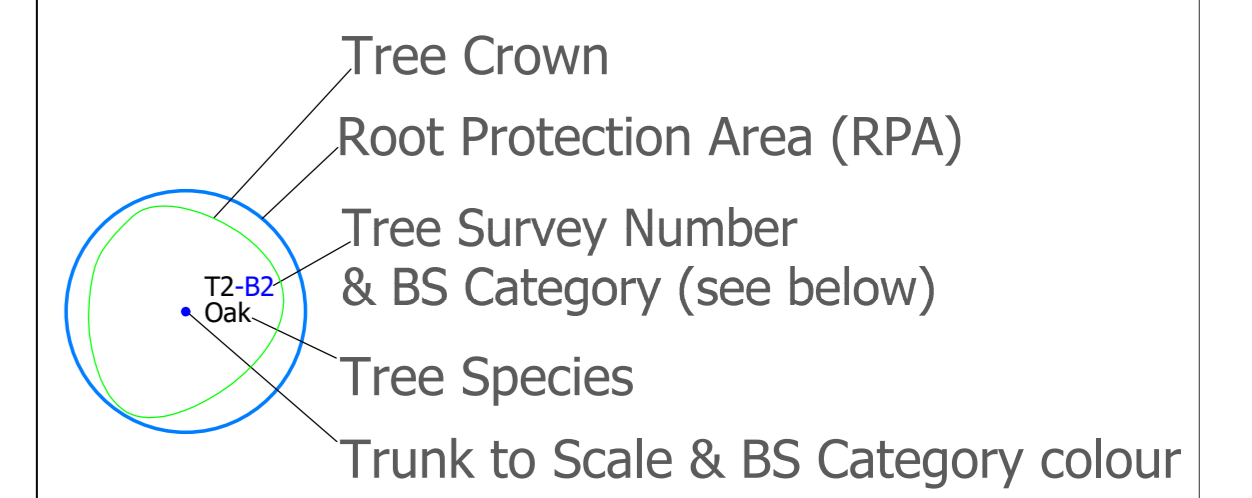 Tree Crown
Root Protection Area (RPA)
Tree Survey Number
& BS Category (see below)
T2-B2
Oak
Tree Species
Trunk to Scale & BS Category colour